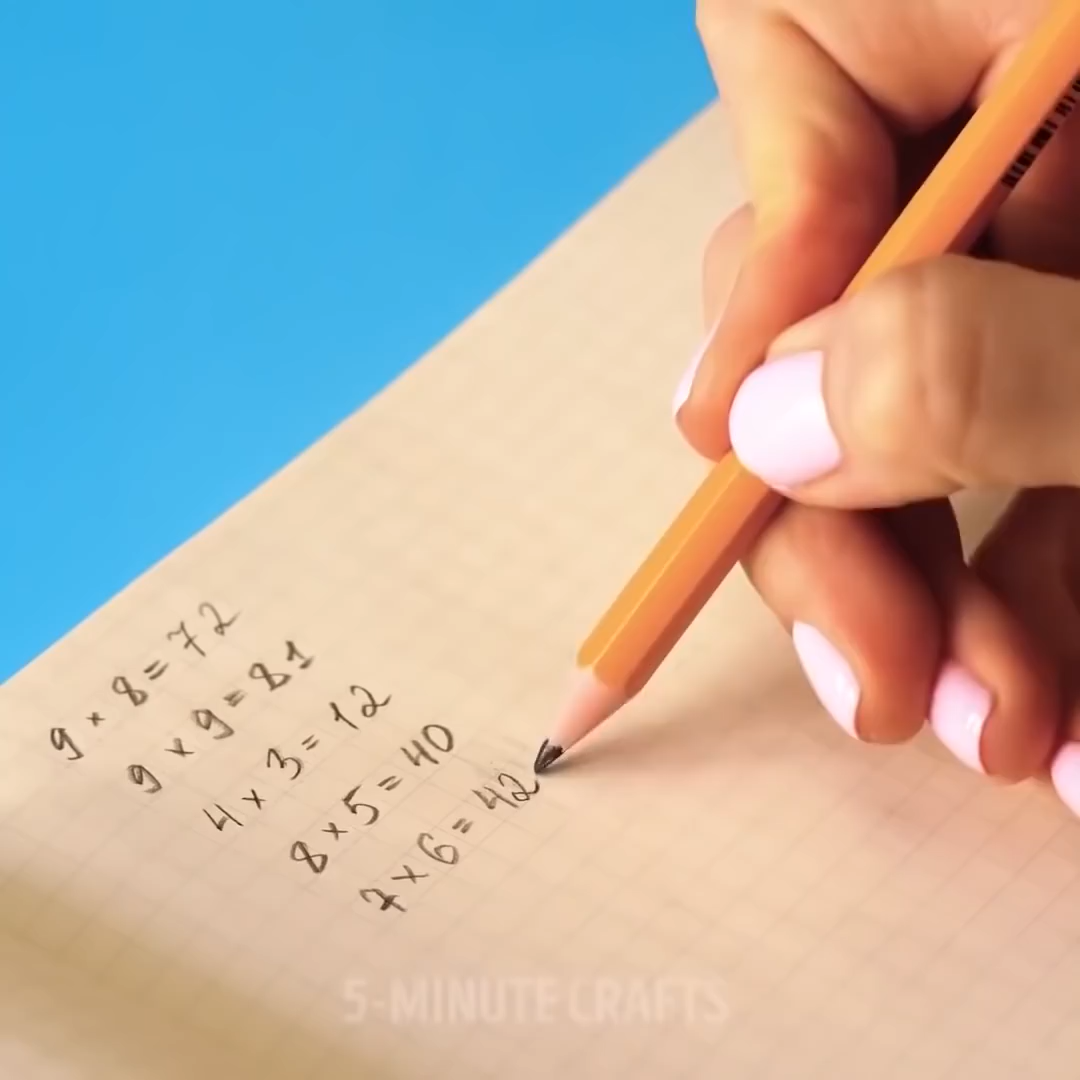 9 × 8 = 72
9 × 9 = 81
4 × 3 = 12
8 × 5 = 40
7 × 6 = 42
5-MINUTE CRAFTS